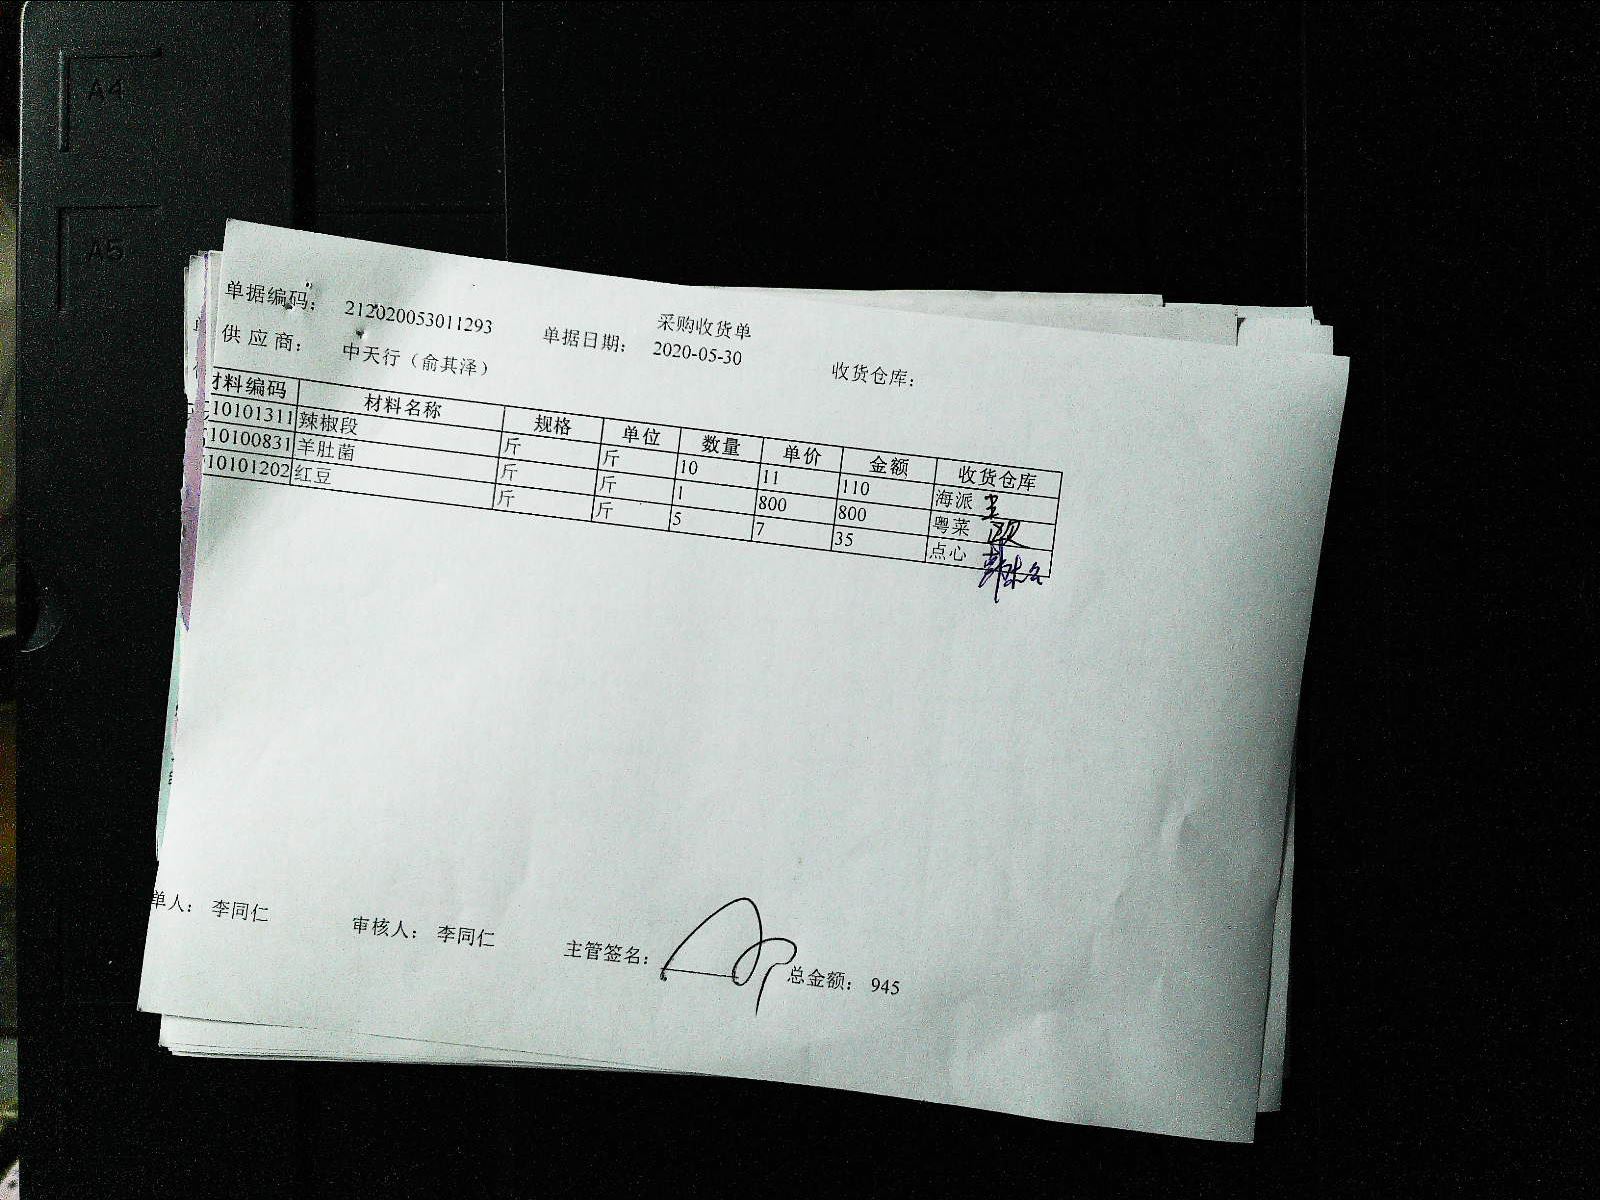 A4
A5
采购收货单
单据编码： 212020053011293 单据日期： 2020-05-30 收货仓库：
供应商： 中天行（俞其泽）
材料编码 材料名称 规格 单位 数量 单价 金额 收货仓库
10101311 辣椒段 斤 斤 10 11 110 海派
10100831 羊肚菌 斤 斤 1 800 800 粤菜
10101202 红豆 斤 斤 5 7 35 点心
单人： 李同仁 审核人： 李同仁 主管签名： 总金额： 945